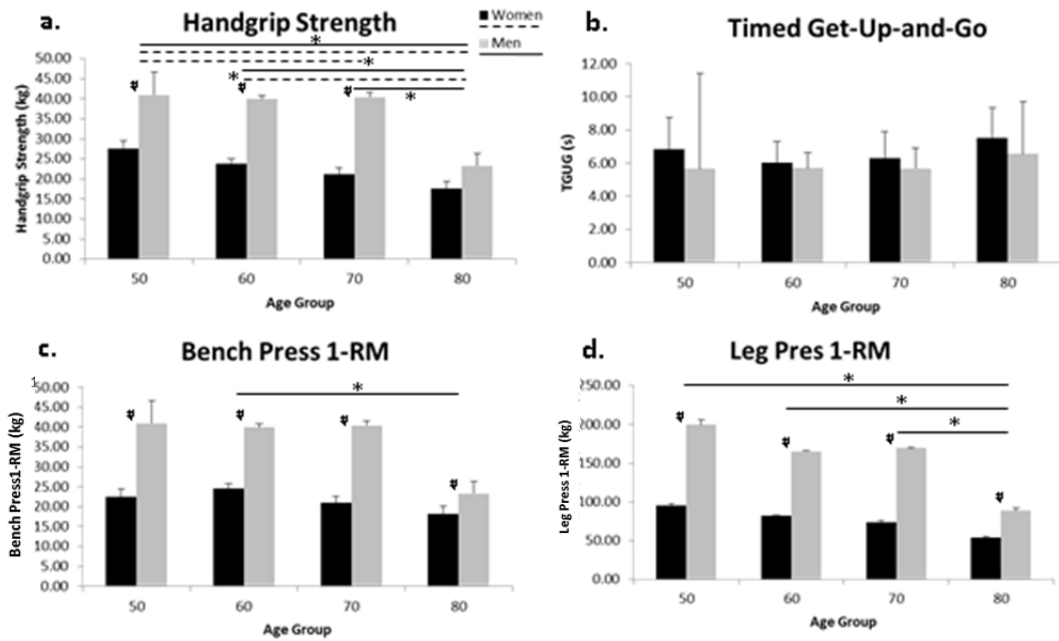 a.
Handgrip Strength
Women
Men
Handgrip Strength (kg)
50.00
45.00
40.00
35.00
30.00
25.00
20.00
15.00
10.00
5.00
0.00
*
*
*
*
#
#
#
50 60 70 80
Age Group
b.
Timed Get-Up-and-Go
TGUG (s)
12.00
10.00
8.00
6.00
4.00
2.00
0.00
50 60 70 80
Age Group
c.
Bench Press 1-RM
1
Bench Press1-RM (kg)
50.00
45.00
40.00
35.00
30.00
25.00
20.00
15.00
10.00
5.00
0.00
*
#
#
#
#
50 60 70 80
Age Group
d.
Leg Pres 1-RM
Leg Press 1-RM (kg)
250.00
200.00
150.00
100.00
50.00
0.00
*
*
*
#
#
#
#
50 60 70 80
Age Group